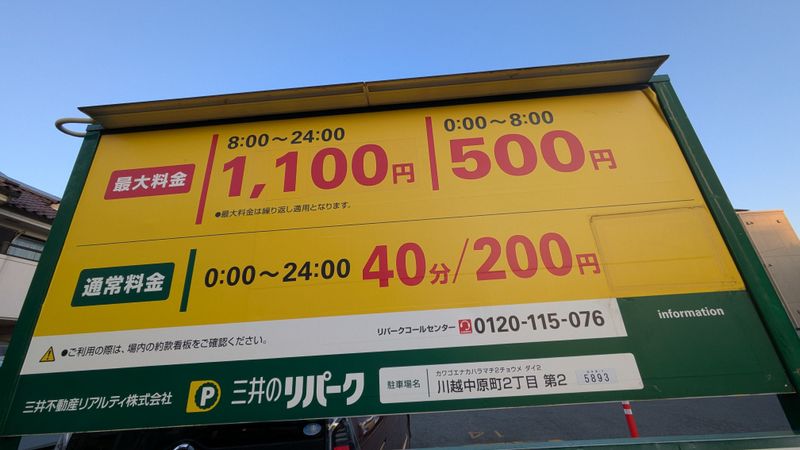 最大料金
8:00～24:00
1,100円
0:00～8:00
500円
●最大料金は繰り返し適用となります。
通常料金
0:00～24:00 40分/200円
●ご利用の際は、場内の約款看板をご確認ください。
リパークコールセンター 0120-115-076
information
三井不動産リアルティ株式会社
P 三井のリパーク
駐車場名
カワゴエナカハラマチ2チョウメ ダイ2
川越中原町2丁目 第2
5893